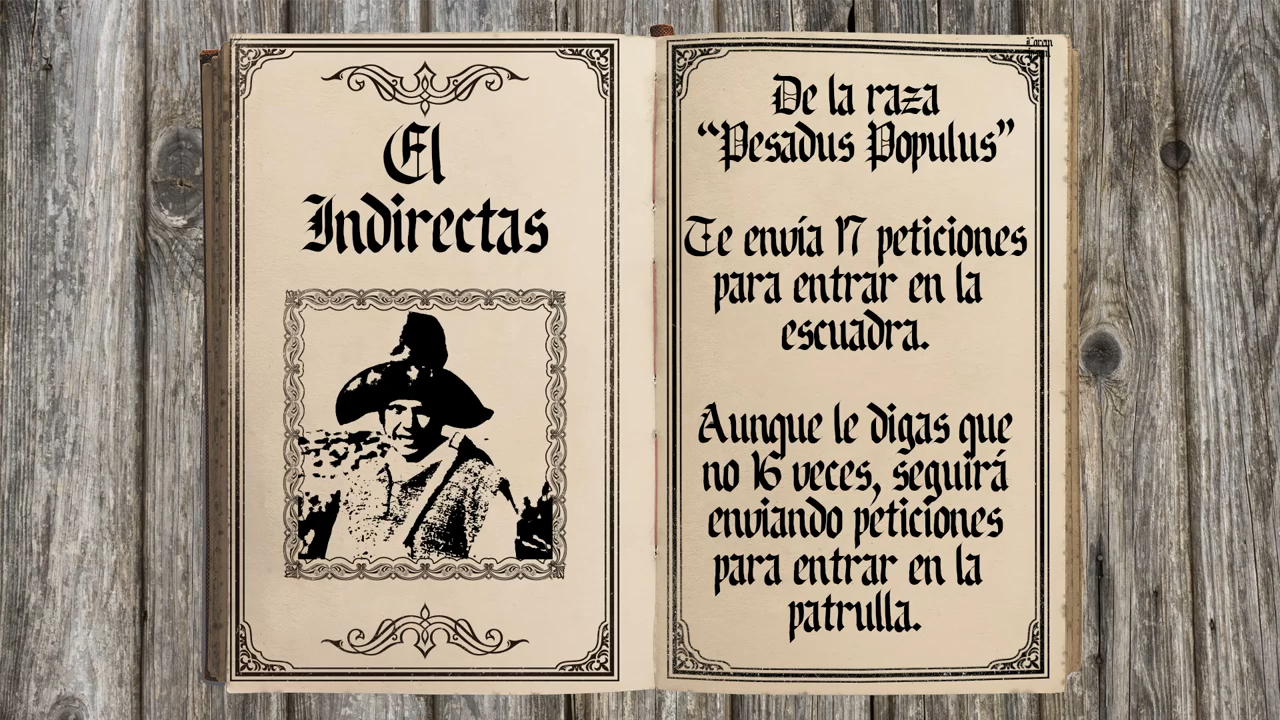 El
Indirectas
De la raza
“Pesadus Populus”
Te envía 17 peticiones
para entrar en la
escuadra.
Aunque le digas que
no 16 veces, seguirá
enviando peticiones
para entrar en la
patrulla.